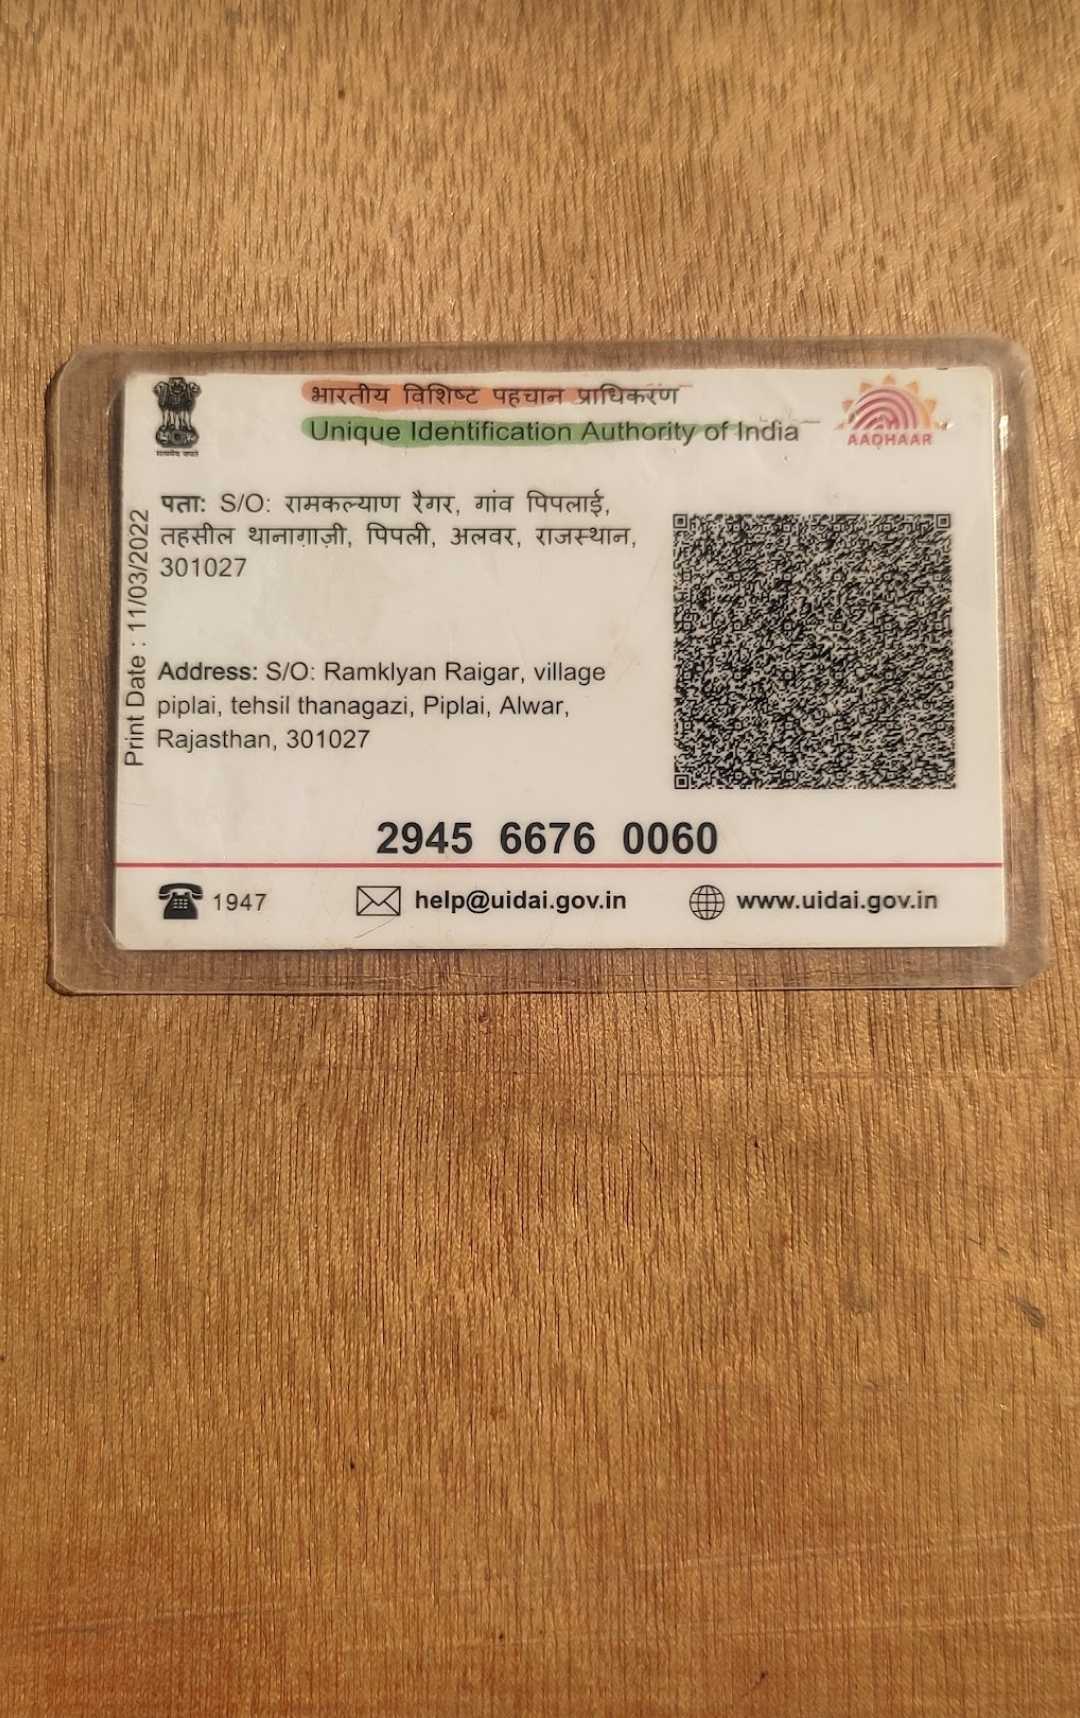 भारतीय विशिष्ट पहचान प्राधिकरण
Unique Identification Authority of India
AADHAAR
सत्यमेव जयते
Print Date : 11/03/2022
पता: S/O: रामकल्याण रैगर, गांव पिपलाई,
तहसील थानाग़ाज़ी, पिपली, अलवर, राजस्थान,
301027
Address: S/O: Ramklyan Raigar, village
piplai, tehsil thanagazi, Piplai, Alwar,
Rajasthan, 301027
2945 6676 0060
1947
help@uidai.gov.in
www.uidai.gov.in